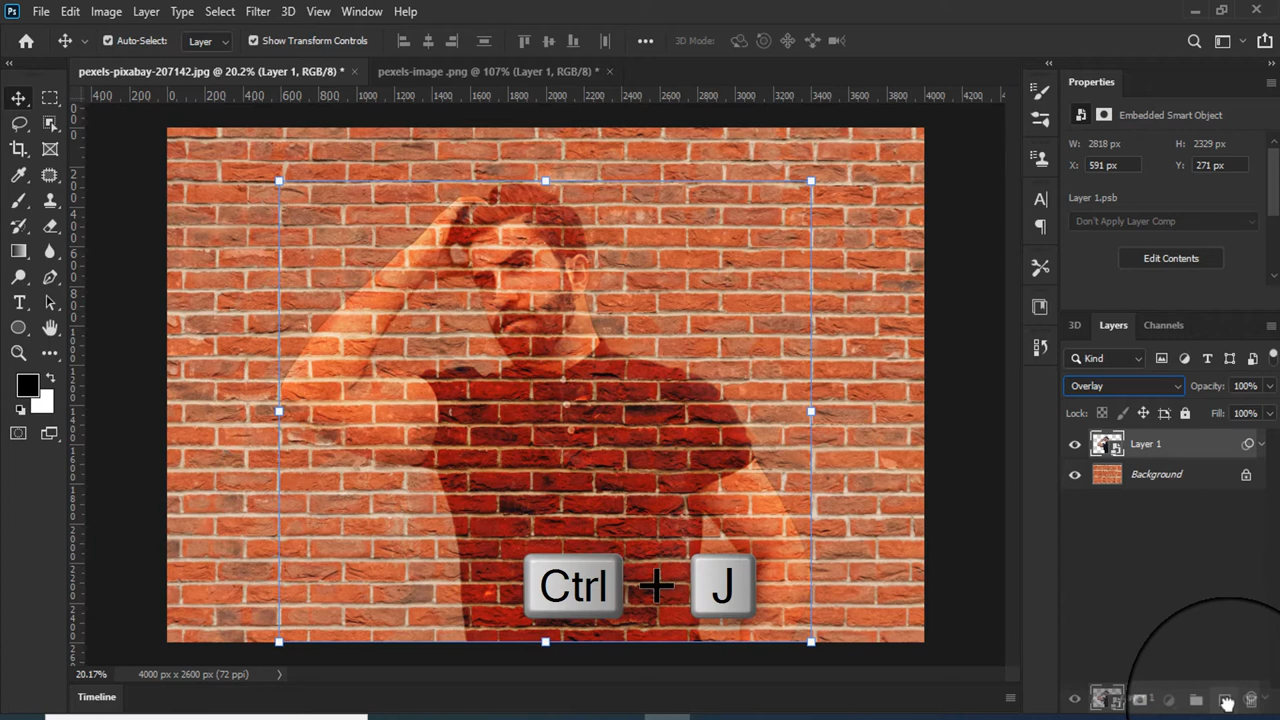 Ps File Edit Image Layer Type Select Filter 3D View Window Help
Auto-Select: Layer Show Transform Controls 3D Mode:
pexels-pixabay-207142.jpg @ 20.2% (Layer 1, RGB/8) * × pexels-image .png @ 107% (Layer 1, RGB/8) * ×
400 200 0 200 400 600 800 1000 1200 1400 1600 1800 2000 2200 2400 2600 2800 3000 3200 3400 3600 3800 4000 4200
Properties
Embedded Smart Object
W: 2818 px H: 2329 px
X: 591 px Y: 271 px
Layer 1.psb
Don't Apply Layer Comp
Edit Contents
3D Layers Channels
Kind
Overlay Opacity: 100%
Lock: Fill: 100%
Layer 1
Background
Ctrl + J
20.17% 4000 px x 2600 px (72 ppi)
Timeline